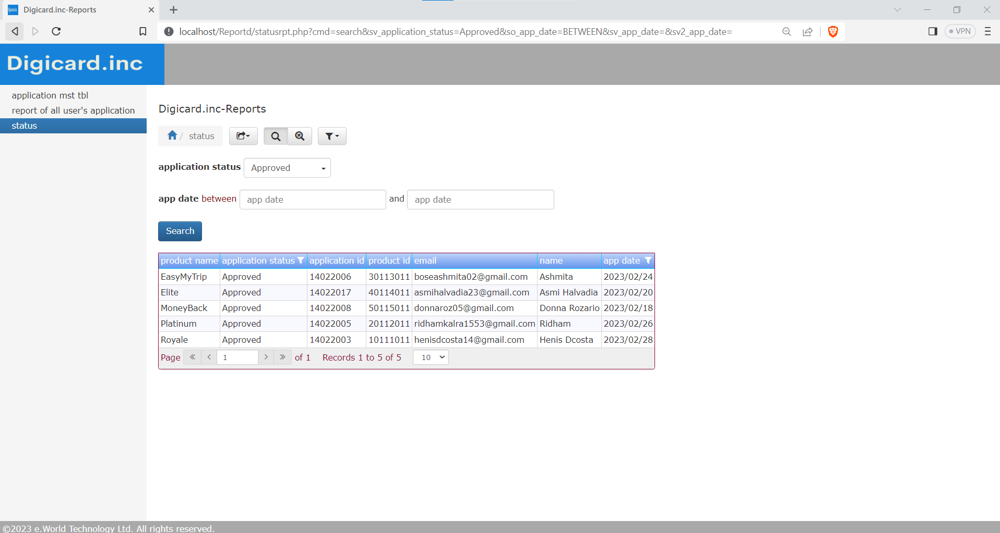 Digicard.inc-Reports
localhost/Reportd/statusrpt.php?cmd=search&sv_application_status=Approved&so_app_date=BETWEEN&sv_app_date=&sv2_app_date=
VPN
Digicard.inc
application mst tbl
report of all user's application
status
Digicard.inc-Reports
/ status
application status Approved
app date between app date and app date
Search
product name application status application id product id email name app date
EasyMyTrip Approved 14022006 30113011 boseashmita02@gmail.com Ashmita 2023/02/24
Elite Approved 14022017 40114011 asmihalvadia23@gmail.com Asmi Halvadia 2023/02/20
MoneyBack Approved 14022008 50115011 donnaroz05@gmail.com Donna Rozario 2023/02/18
Platinum Approved 14022005 20112011 ridhamkalra1553@gmail.com Ridham 2023/02/26
Royale Approved 14022003 10111011 henisdcosta14@gmail.com Henis Dcosta 2023/02/28
Page « ‹ 1 › » of 1 Records 1 to 5 of 5 10
©2023 e.World Technology Ltd. All rights reserved.